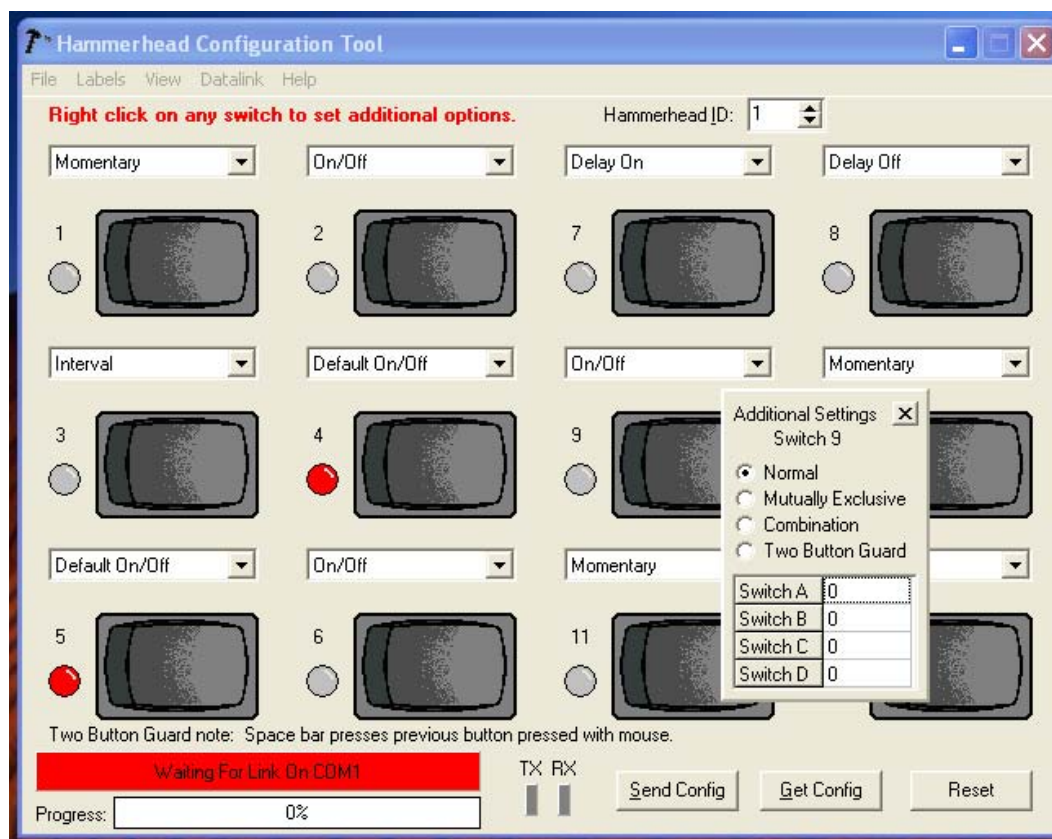 Hammerhead Configuration Tool
File Labels View Datalink Help
Right click on any switch to set additional options.
Hammerhead ID: 1
Momentary On/Off Delay On Delay Off
1 2 7 8
Interval Default On/Off On/Off Momentary
3 4 9
Additional Settings
Switch 9
Normal
Mutually Exclusive
Combination
Two Button Guard
Switch A 0
Switch B 0
Switch C 0
Switch D 0
Default On/Off On/Off Momentary
5 6 11
Two Button Guard note: Space bar presses previous button pressed with mouse.
Waiting For Link On COM1
TX RX
Send Config Get Config Reset
Progress: 0%